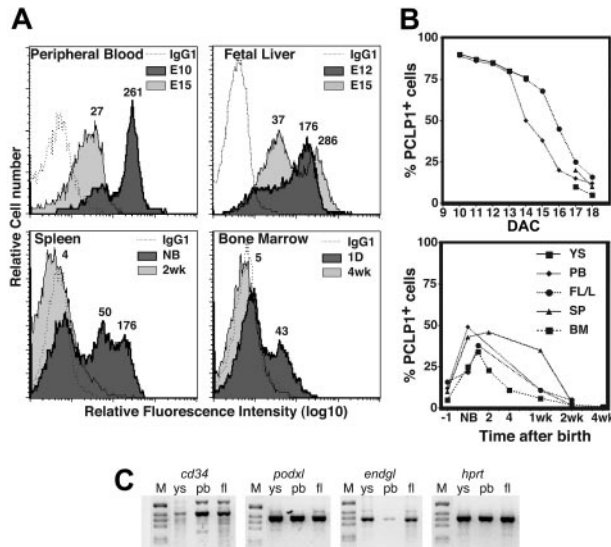 A
B
Peripheral Blood
IgG1
E10
E15
27
261
Fetal Liver
IgG1
E12
E15
37
176
286
Relative Cell number
Spleen
IgG1
NB
2wk
4
50
176
Bone Marrow
IgG1
1D
4wk
5
43
Relative Fluorescence Intensity (log10)
% PCLP1+ cells
100
75
50
25
0
9 10 11 12 13 14 15 16 17 18
DAC
% PCLP1+ cells
100
75
50
25
0
YS
PB
FL/L
SP
BM
-1 NB 2 4 1wk 2wk 4wk
Time after birth
C
cd34 podxl endgl hprt
M ys pb fl M ys pb fl M ys pb fl M ys pb fl